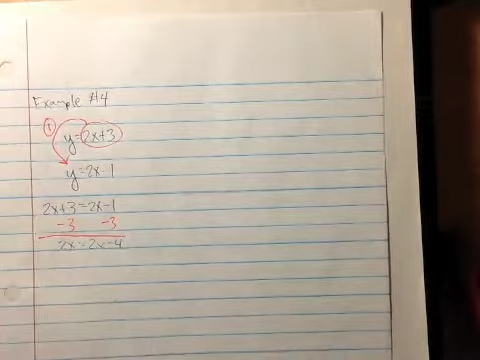 Example #4
①
y=2x+3
y=2x-1
2x+3=2x-1
-3 -3
2x=2x-4